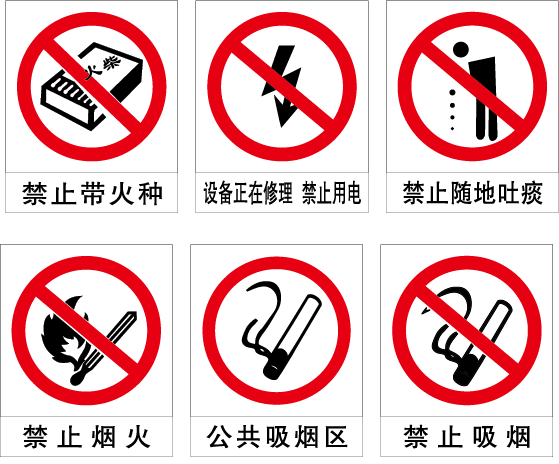 火柴
禁止带火种
设备正在修理 禁止用电
禁止随地吐痰
禁止烟火
公共吸烟区
禁止吸烟